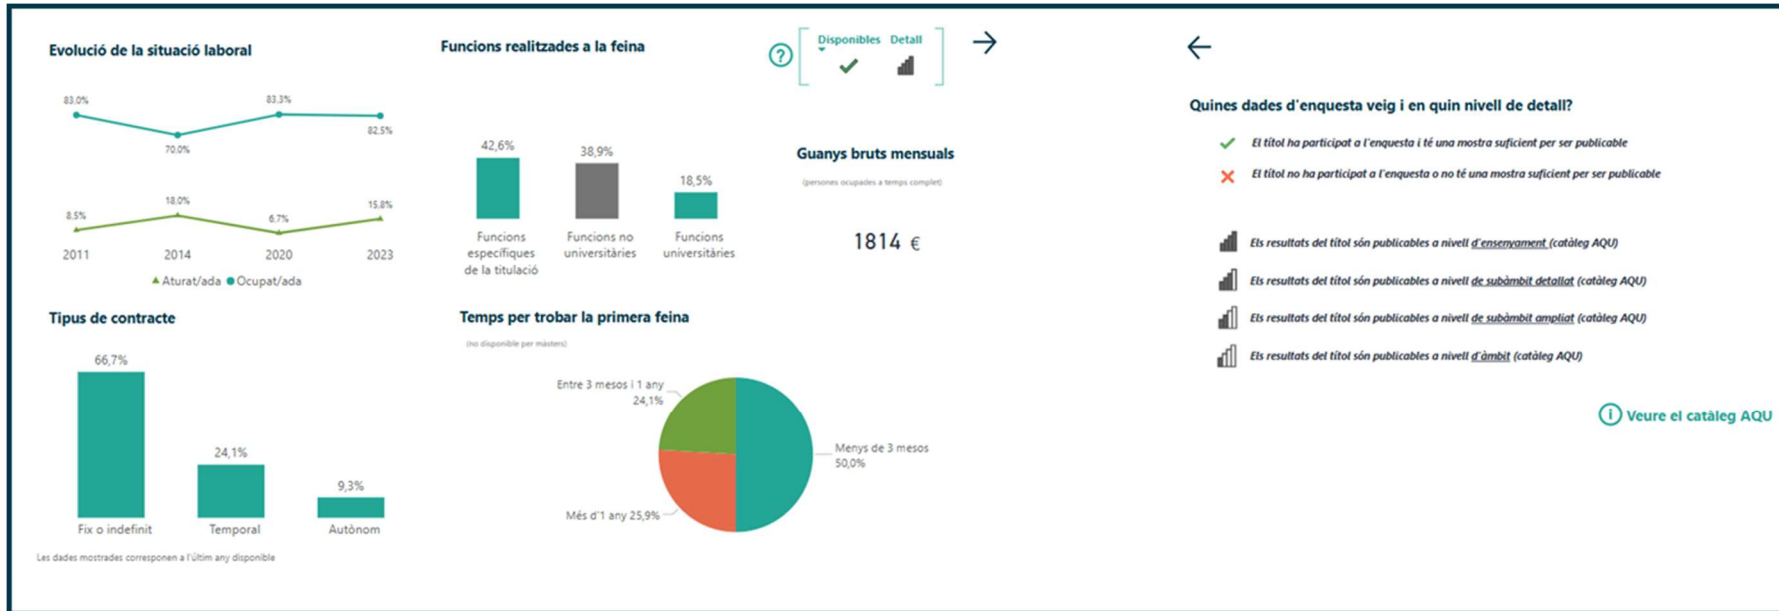 Evolució de la situació laboral
83.0%
83.3%
70.0%
82.5%
8.5%
18.0%
6.7%
15.8%
2011
2014
2020
2023
Aturat/ada
Ocupat/ada
Funcions realitzades a la feina
42,6%
38,9%
18,5%
Funcions
específiques
de la titulació
Funcions no
universitàries
Funcions
universitàries
?
Disponibles
Detall
Guanys bruts mensuals
(persones ocupades a temps complet)
1814 €
Tipus de contracte
66,7%
24,1%
9,3%
Fix o indefinit
Temporal
Autònom
Les dades mostrades corresponen a l'últim any disponible
Temps per trobar la primera feina
(no disponible per màsters)
Entre 3 mesos i 1 any
24,1%
Menys de 3 mesos
50,0%
Més d'1 any 25,9%
Quines dades d'enquesta veig i en quin nivell de detall?
El títol ha participat a l'enquesta i té una mostra suficient per ser publicable
El títol no ha participat a l'enquesta o no té una mostra suficient per ser publicable
Els resultats del títol són publicables a nivell d'ensenyament (catàleg AQU)
Els resultats del títol són publicables a nivell de subàmbit detallat (catàleg AQU)
Els resultats del títol són publicables a nivell de subàmbit ampliat (catàleg AQU)
Els resultats del títol són publicables a nivell d'àmbit (catàleg AQU)
i Veure el catàleg AQU